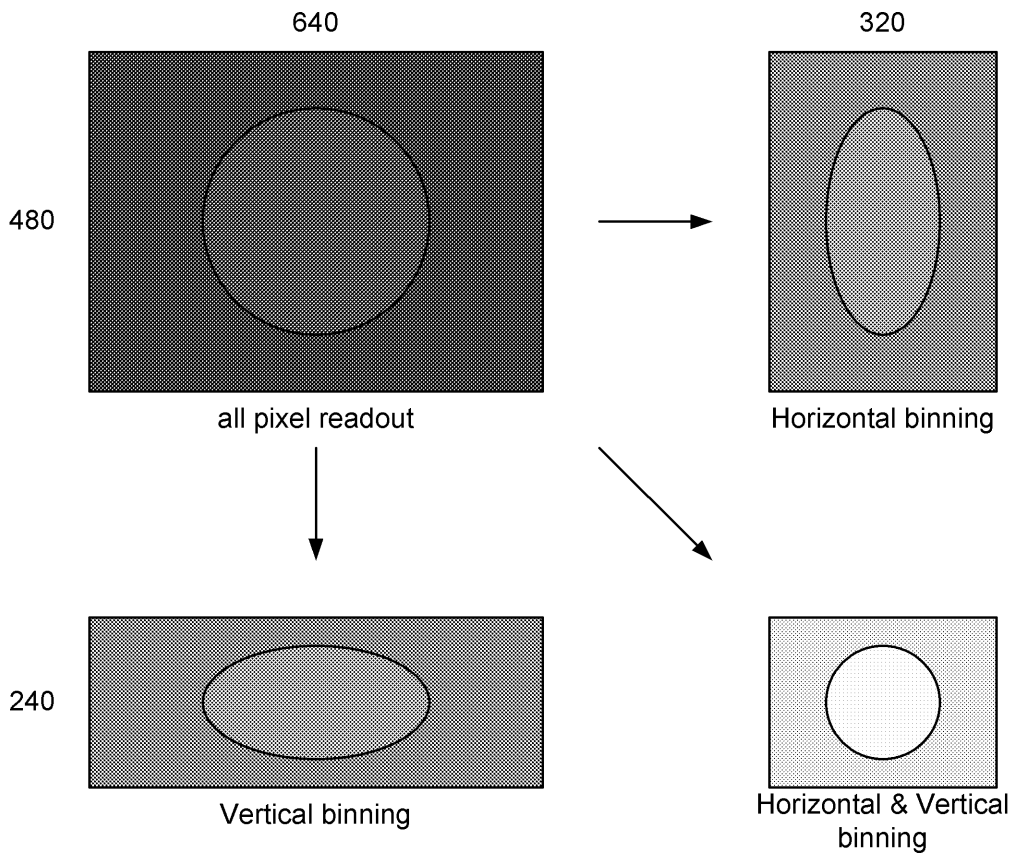 640
320
480
all pixel readout
Horizontal binning
240
Vertical binning
Horizontal & Vertical
binning